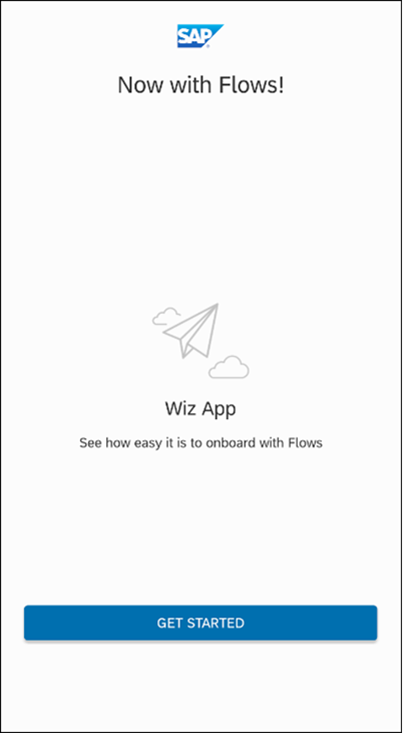 SAP
Now with Flows!
Wiz App
See how easy it is to onboard with Flows
GET STARTED